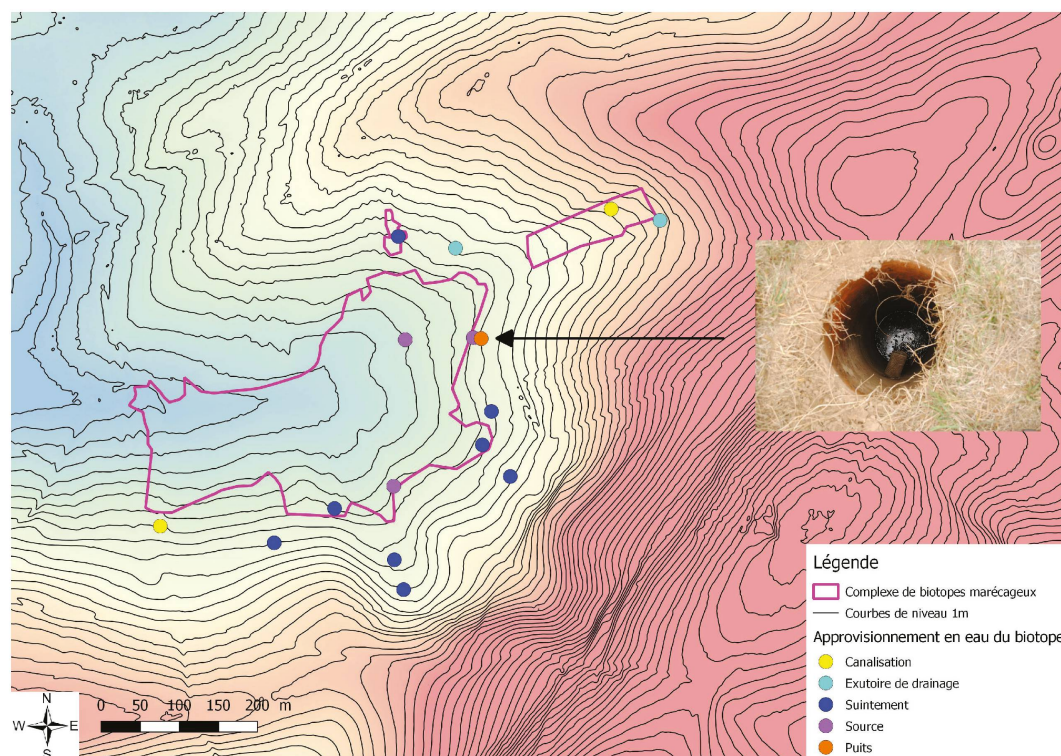 Légende
Complexe de biotopes marécageux
Courbes de niveau 1m
Approvisionnement en eau du biotope
Canalisation
Exutoire de drainage
Suintement
Source
Puits
N
W E
S
0 50 100 150 200 m